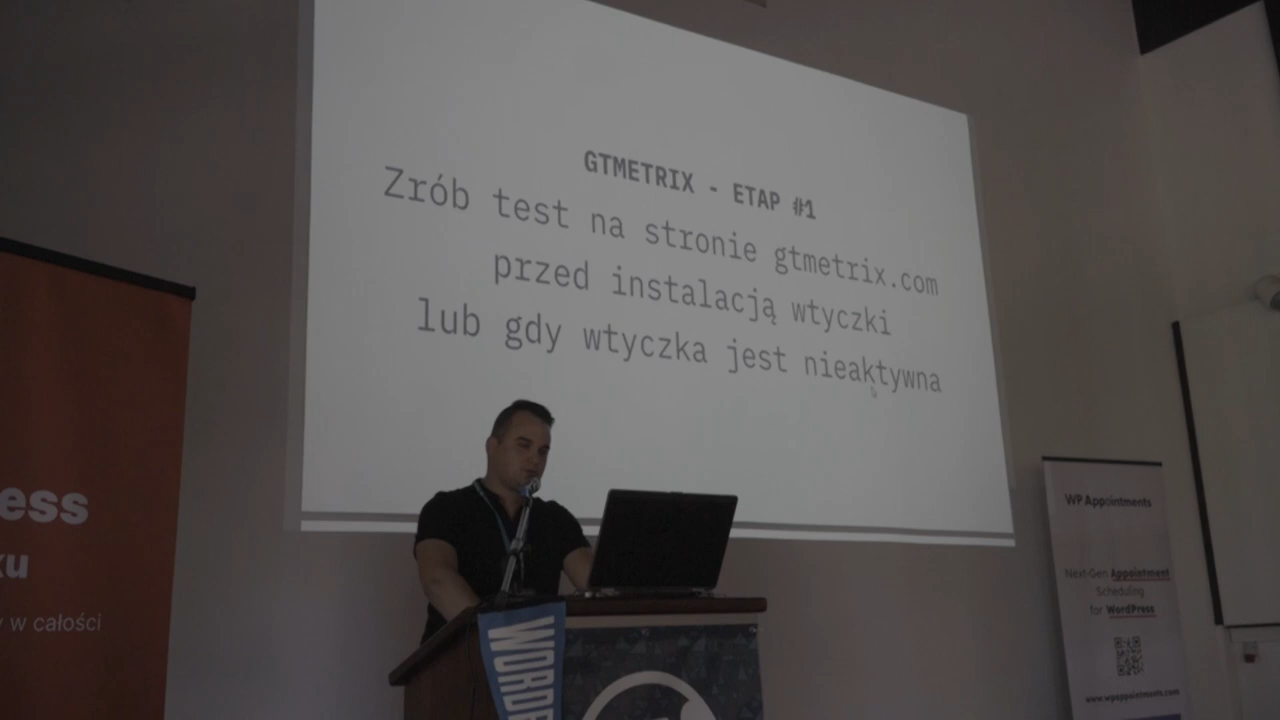 GTMETRIX - ETAP #1
Zrób test na stronie gtmetrix.com
przed instalacją wtyczki
lub gdy wtyczka jest nieaktywna
ess
ku
w całości
WORDP
WP Appointments
Next-Gen Appointment
Scheduling
for WordPress
www.wpappointments.com